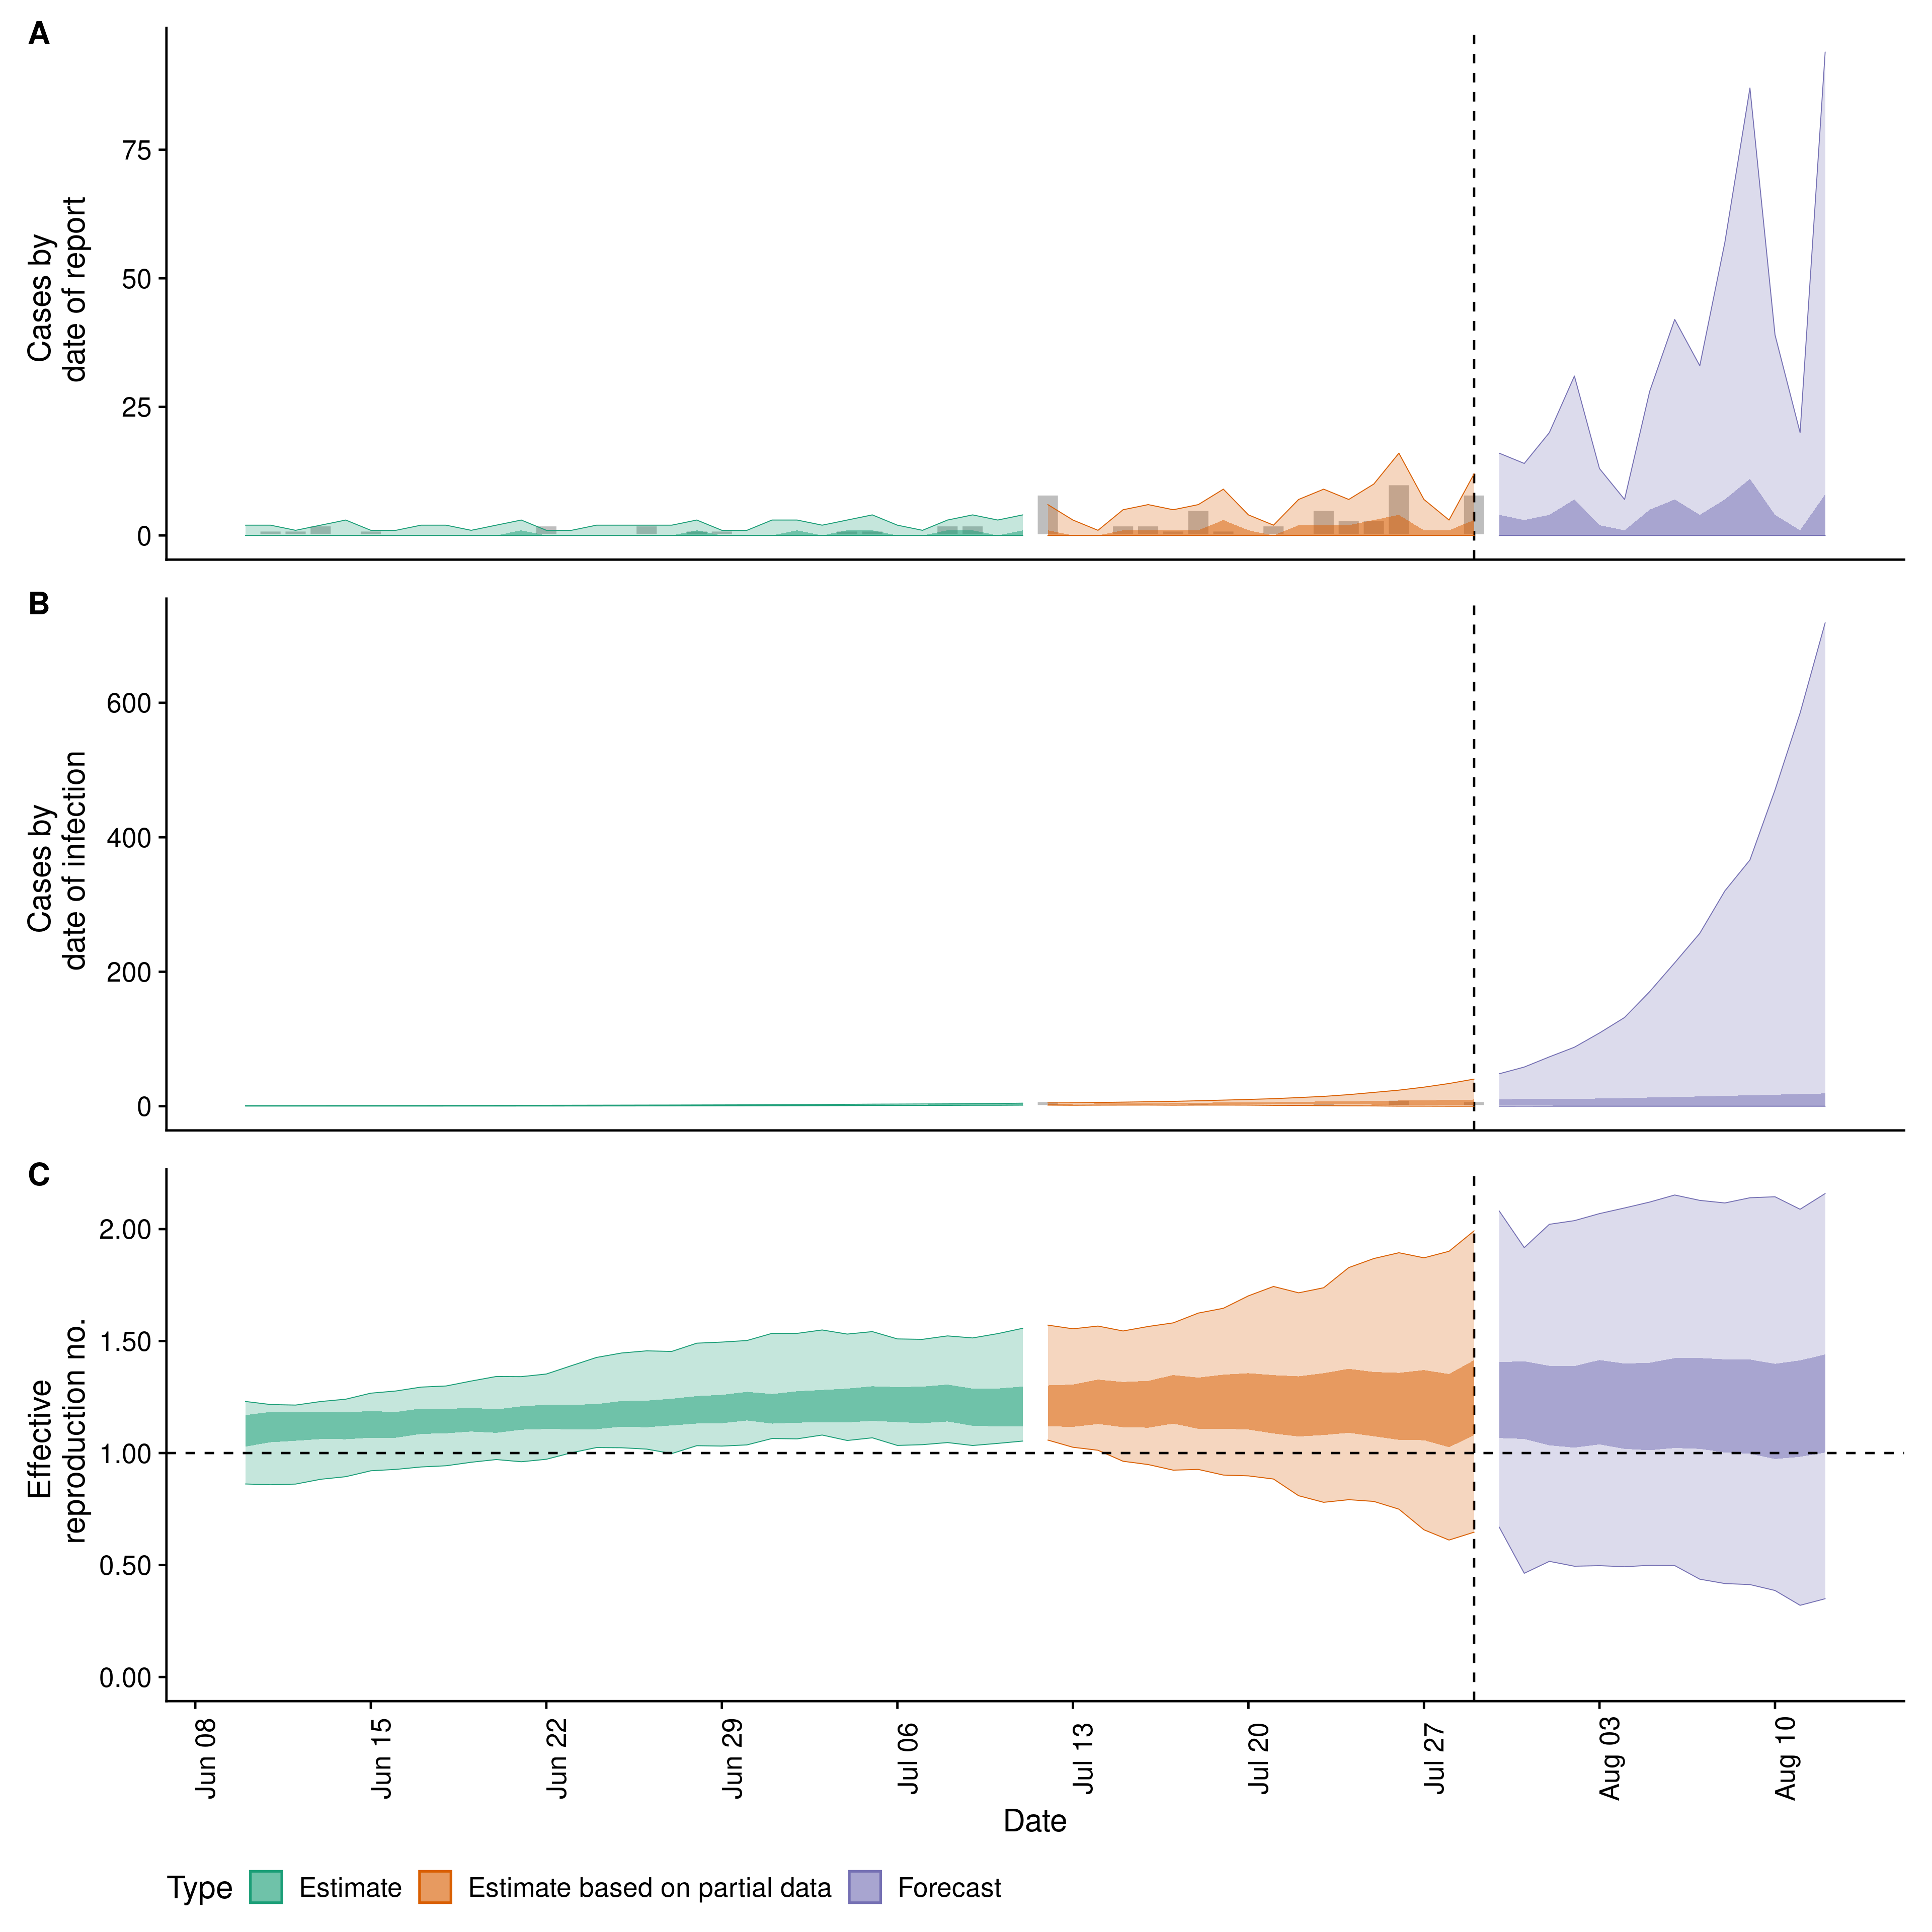 A
Cases by
date of report
75
50
25
0
B
Cases by
date of infection
600
400
200
0
C
Effective
reproduction no.
2.00
1.50
1.00
0.50
0.00
Jun 08
Jun 15
Jun 22
Jun 29
Jul 06
Jul 13
Jul 20
Jul 27
Aug 03
Aug 10
Date
Type Estimate Estimate based on partial data Forecast